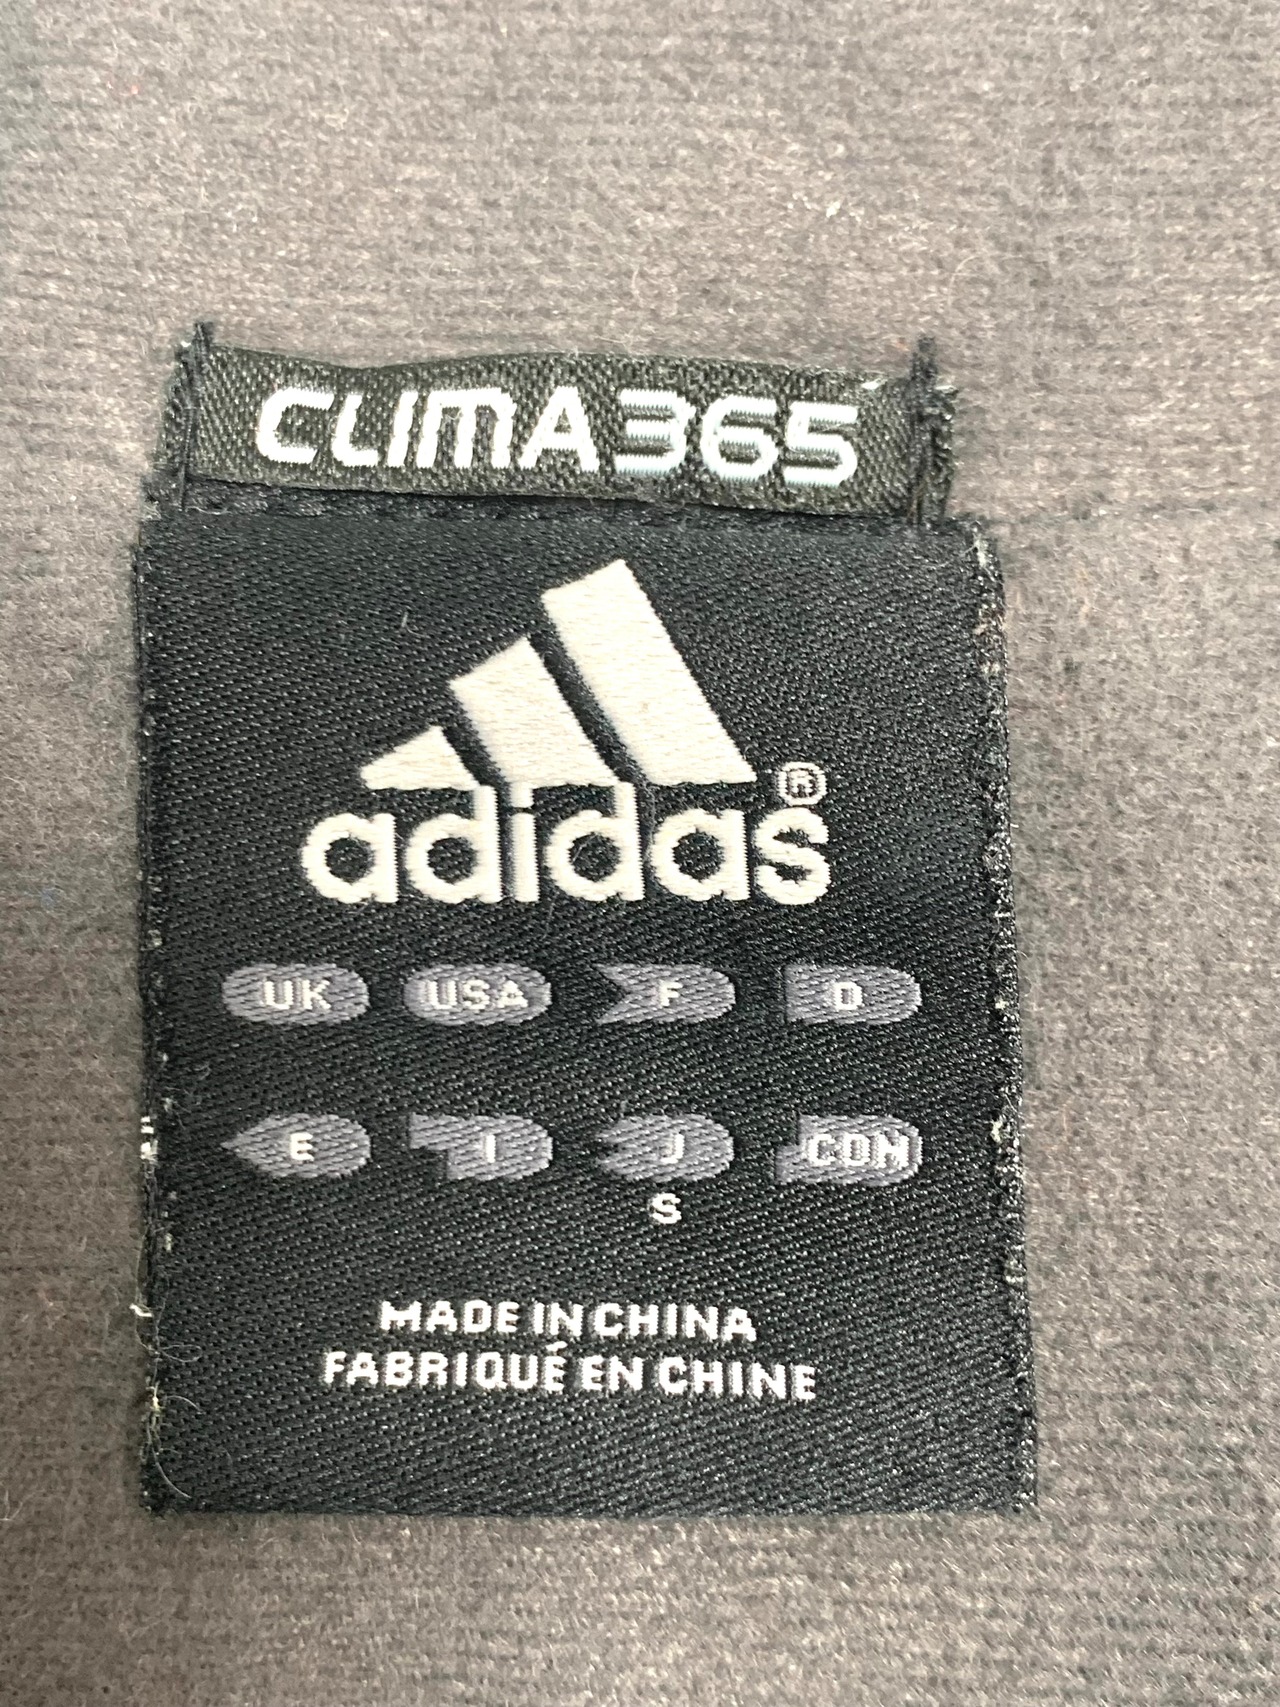 CLIMA365
adidas®
UK USA F D
E I J COM
S
MADE IN CHINA
FABRIQUÉ EN CHINE